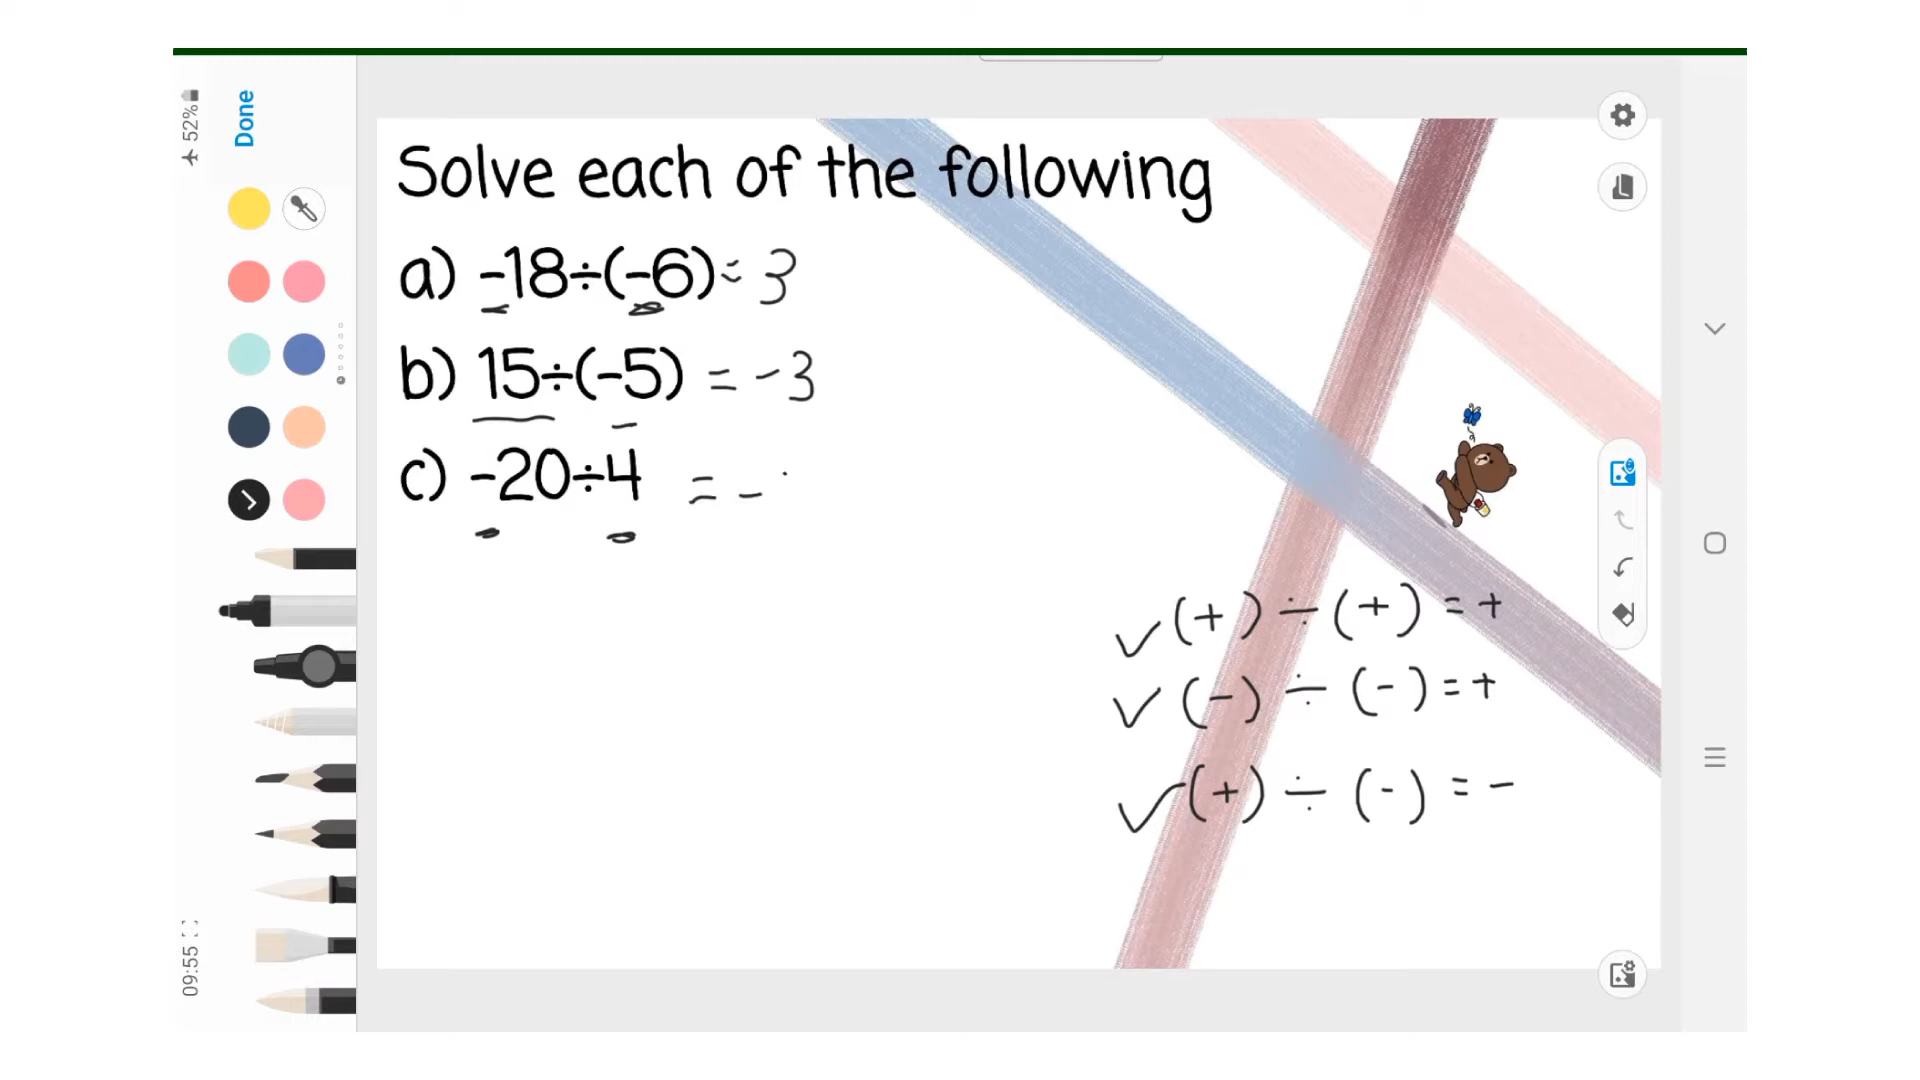 52%
Done
Solve each of the following
a) -18÷(-6) = 3
b) 15÷(-5) = -3
c) -20÷4 = -
✓ (+) ÷ (+) = +
✓ (-) ÷ (-) = +
✓ (+) ÷ (-) = -
09:55